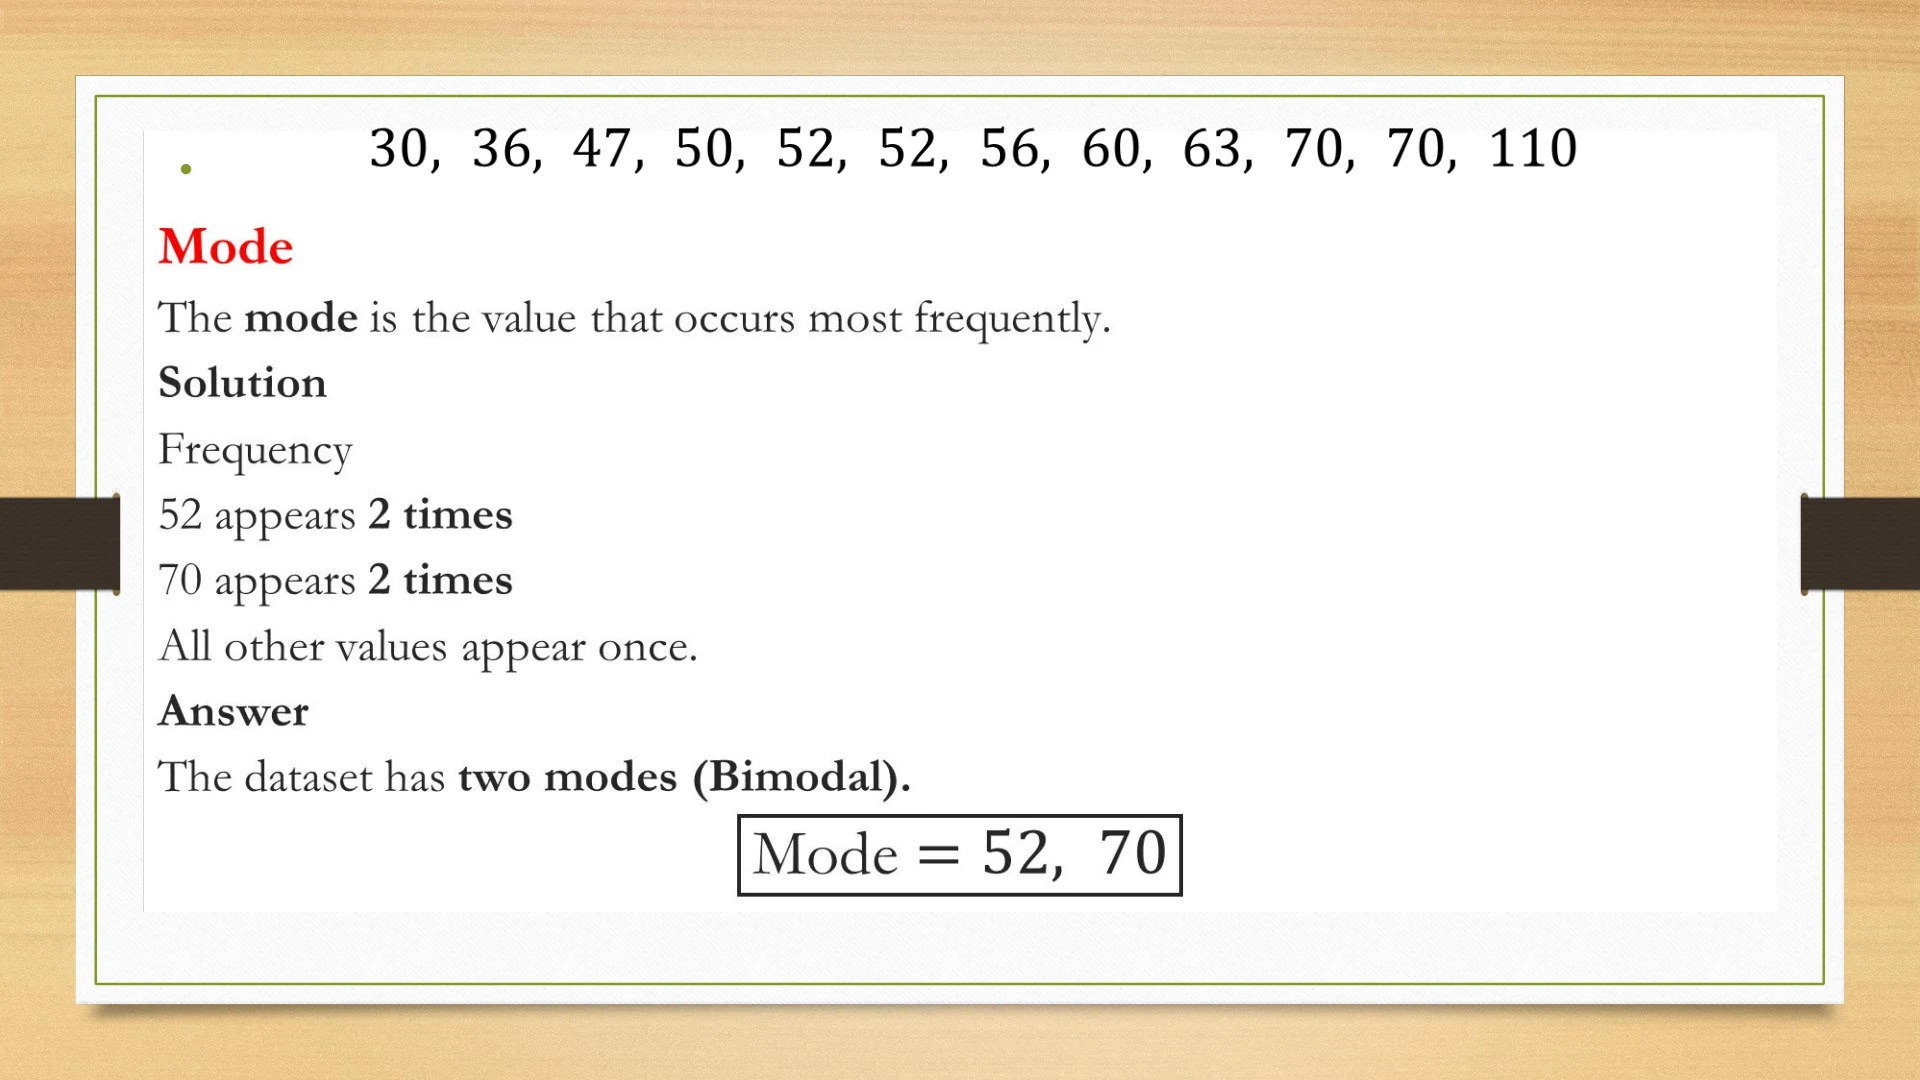 • 30, 36, 47, 50, 52, 52, 56, 60, 63, 70, 70, 110
Mode
The mode is the value that occurs most frequently.
Solution
Frequency
52 appears 2 times
70 appears 2 times
All other values appear once.
Answer
The dataset has two modes (Bimodal).
Mode = 52, 70